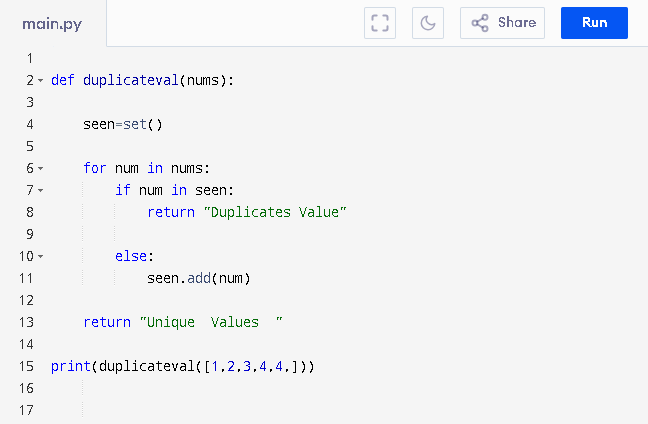 main.py Share Run
1
2 def duplicateval(nums):
3
4 seen=set()
5
6 for num in nums:
7 if num in seen:
8 return "Duplicates Value"
9
10 else:
11 seen.add(num)
12
13 return "Unique  Values  "
14
15 print(duplicateval([1,2,3,4,4,]))
16
17